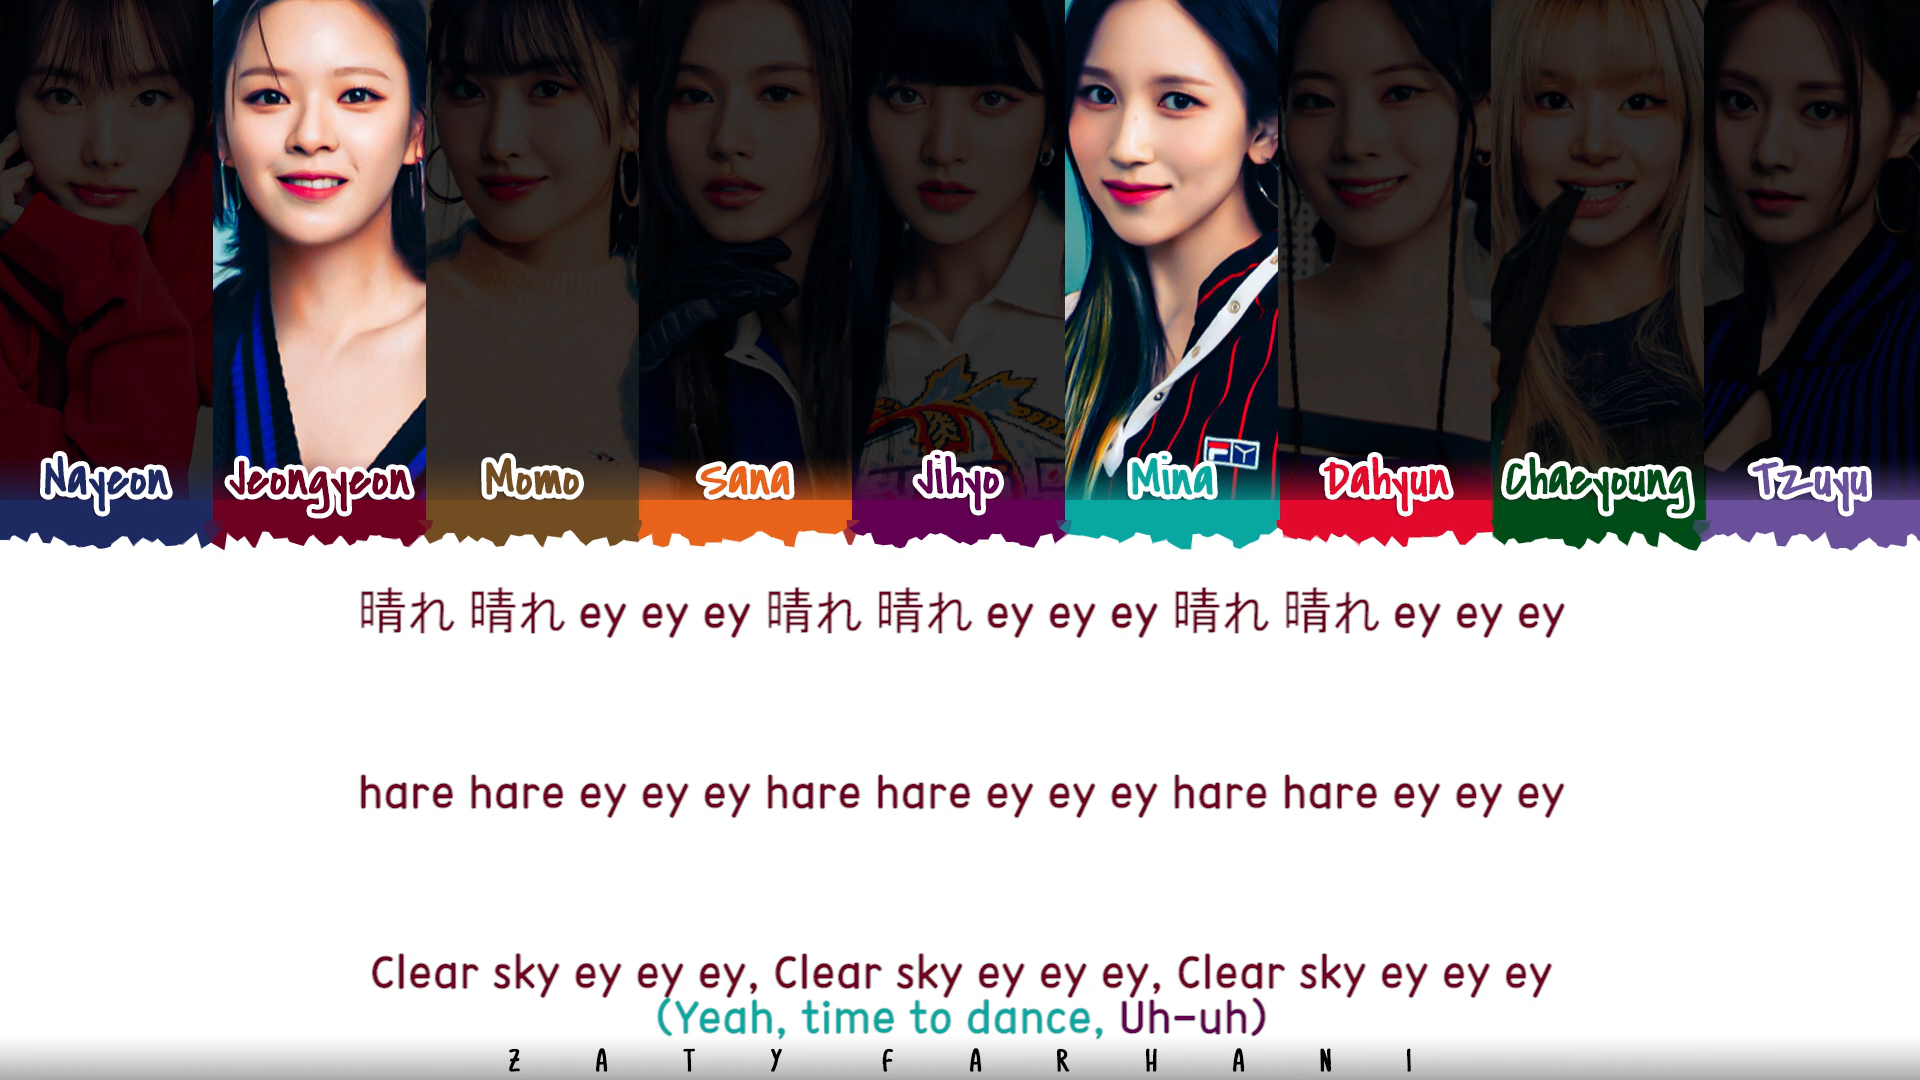 Nayeon Jeongyeon Momo Sana Jihyo Mina Dahyun Chaeyoung Tzuyu
晴れ 晴れ ey ey ey 晴れ 晴れ ey ey ey 晴れ 晴れ ey ey ey
hare hare ey ey ey hare hare ey ey ey hare hare ey ey ey
Clear sky ey ey ey, Clear sky ey ey ey, Clear sky ey ey ey
(Yeah, time to dance, Uh-uh)
ZATY FARHANI